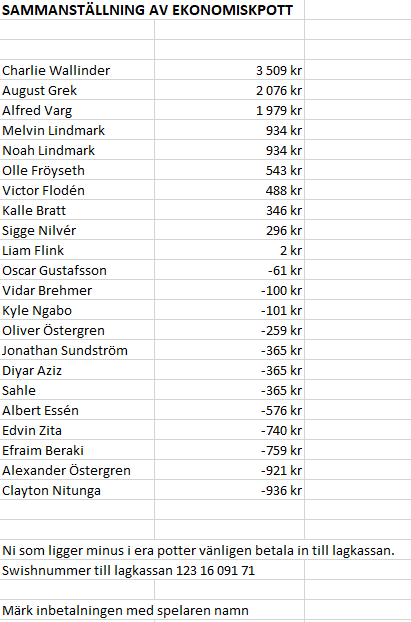 SAMMANSTÄLLNING AV EKONOMISKPOTT
Charlie Wallinder 3 509 kr
August Grek 2 076 kr
Alfred Varg 1 979 kr
Melvin Lindmark 934 kr
Noah Lindmark 934 kr
Olle Fröyseth 543 kr
Victor Flodén 488 kr
Kalle Bratt 346 kr
Sigge Nilvér 296 kr
Liam Flink 2 kr
Oscar Gustafsson -61 kr
Vidar Brehmer -100 kr
Kyle Ngabo -101 kr
Oliver Östergren -259 kr
Jonathan Sundström -365 kr
Diyar Aziz -365 kr
Sahle -365 kr
Albert Essén -576 kr
Edvin Zita -740 kr
Efraim Beraki -759 kr
Alexander Östergren -921 kr
Clayton Nitunga -936 kr
Ni som ligger minus i era potter vänligen betala in till lagkassan.
Swishnummer till lagkassan 123 16 091 71
Märk inbetalningen med spelaren namn